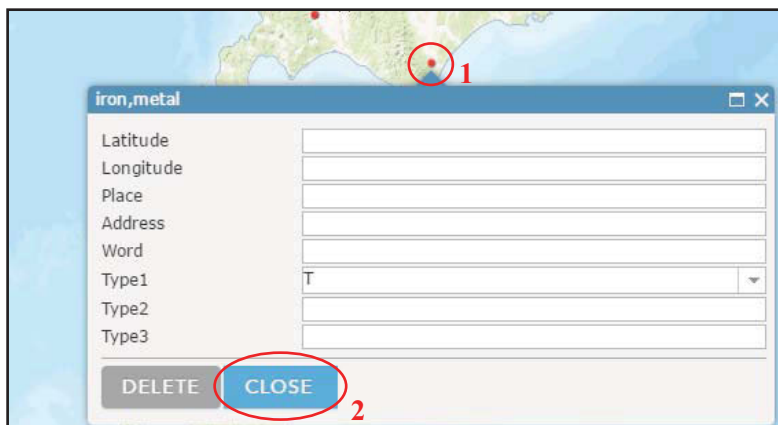 1
iron,metal
Latitude
Longitude
Place
Address
Word
Type1 T
Type2
Type3
DELETE CLOSE
2